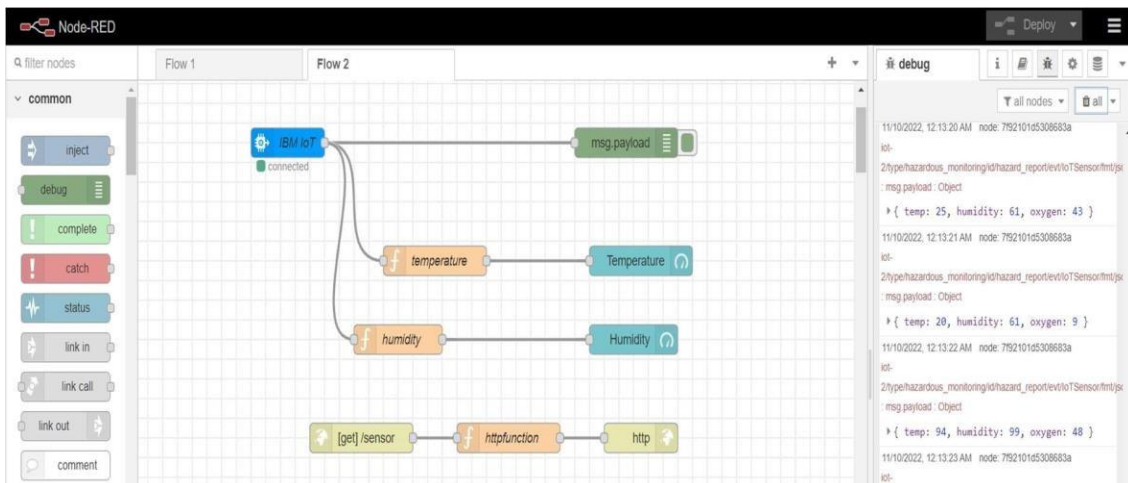 Node-RED
Deploy
filter nodes
Flow 1
Flow 2
debug
i
all nodes
all
common
inject
debug
complete
catch
status
link in
link call
link out
comment
IBM IoT
connected
msg.payload
f temperature
Temperature
f humidity
Humidity
[get] /sensor
f httpfunction
http
11/10/2022, 12:13:20 AM node: 7f92101d5308683a
iot-
2/type/hazardous_monitoring/id/hazard_report/evt/IoTSensor/fmt/jsc
: msg.payload : Object
{ temp: 25, humidity: 61, oxygen: 43 }
11/10/2022, 12:13:21 AM node: 7f92101d5308683a
iot-
2/type/hazardous_monitoring/id/hazard_report/evt/IoTSensor/fmt/jsc
: msg.payload : Object
{ temp: 20, humidity: 61, oxygen: 9 }
11/10/2022, 12:13:22 AM node: 7f92101d5308683a
iot-
2/type/hazardous_monitoring/id/hazard_report/evt/IoTSensor/fmt/jsc
: msg.payload : Object
{ temp: 94, humidity: 99, oxygen: 48 }
11/10/2022, 12:13:23 AM node: 7f92101d5308683a
iot-